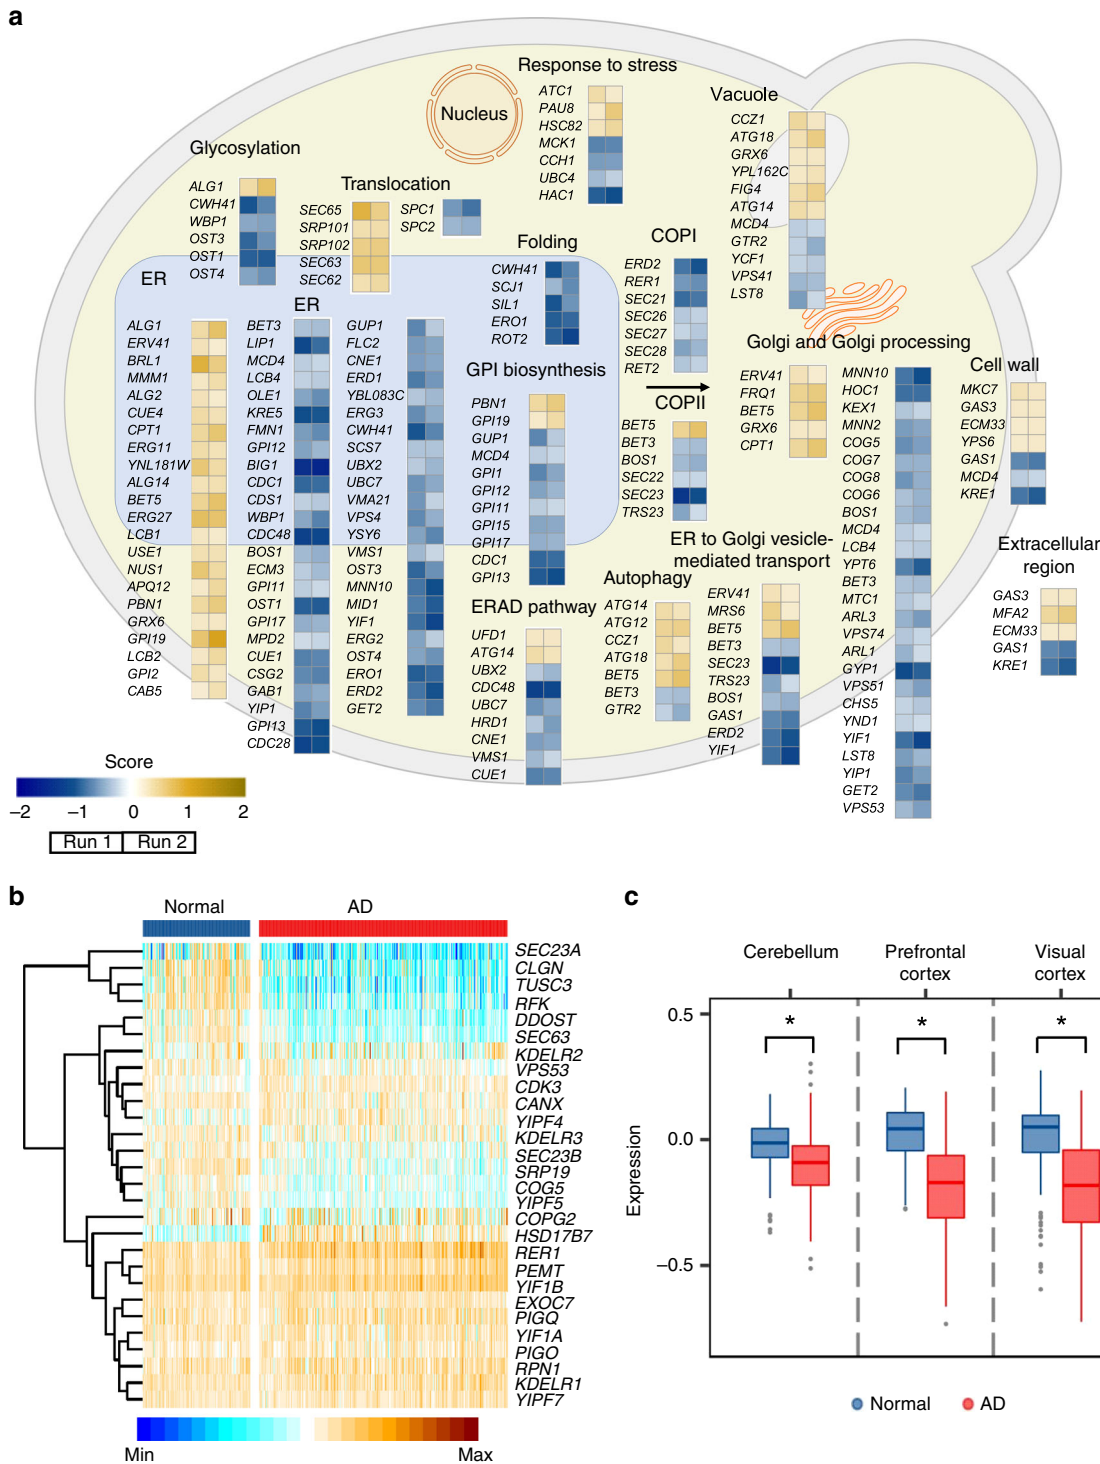 a
Response to stress
ATC1
PAU8
HSC82
MCK1
CCH1
UBC4
HAC1
Nucleus
Vacuole
CCZ1
ATG18
GRX6
YPL162C
FIG4
ATG14
MCD4
GTR2
YCF1
VPS41
LST8
Glycosylation
ALG1
CWH41
WBP1
OST3
OST1
OST4
Translocation
SEC65
SRP101
SRP102
SEC63
SEC62
SPC1
SPC2
Folding
CWH41
SCJ1
SIL1
ERO1
ROT2
COPI
ERD2
RER1
SEC21
SEC26
SEC27
SEC28
RET2
ER
ER
ALG1
ERV41
BRL1
MMM1
ALG2
CUE4
CPT1
ERG11
YNL181W
ALG14
BET5
ERG27
LCB1
USE1
NUS1
APQ12
PBN1
GRX6
GPI19
LCB2
GPI2
CAB5
BET3
LIP1
MCD4
LCB4
OLE1
KRE5
FMN1
GPI12
BIG1
CDC1
CDS1
WBP1
CDC48
BOS1
ECM3
GPI11
OST1
GPI17
MPD2
CUE1
CSG2
GAB1
YIP1
GPI13
CDC28
GUP1
FLC2
CNE1
ERD1
YBL083C
ERG3
CWH41
SCS7
UBX2
UBC7
VMA21
VPS4
YSY6
VMS1
OST3
MNN10
MID1
YIF1
ERG2
OST4
ERO1
ERD2
GET2
GPI biosynthesis
PBN1
GPI19
GUP1
MCD4
GPI1
GPI12
GPI11
GPI15
GPI17
CDC1
GPI13
COPII
BET5
BET3
BOS1
SEC22
SEC23
TRS23
Golgi and Golgi processing
ERV41
FRQ1
BET5
GRX6
CPT1
MNN10
HOC1
KEX1
MNN2
COG5
COG7
COG8
COG6
BOS1
MCD4
LCB4
YPT6
BET3
MTC1
ARL3
VPS74
ARL1
GYP1
VPS51
CHS5
YND1
YIF1
LST8
YIP1
GET2
VPS53
Cell wall
MKC7
GAS3
ECM33
YPS6
GAS1
MCD4
KRE1
Extracellular
region
GAS3
MFA2
ECM33
GAS1
KRE1
ERAD pathway
UFD1
ATG14
UBX2
CDC48
UBC7
HRD1
CNE1
VMS1
CUE1
Autophagy
ATG14
ATG12
CCZ1
ATG18
BET5
BET3
GTR2
ER to Golgi vesicle-
mediated transport
ERV41
MRS6
BET5
BET3
SEC23
TRS23
BOS1
GAS1
ERD2
YIF1
Score
−2 −1 0 1 2
Run 1 Run 2
b
Normal AD
SEC23A
CLGN
TUSC3
RFK
DDOST
SEC63
KDELR2
VPS53
CDK3
CANX
YIPF4
KDELR3
SEC23B
SRP19
COG5
YIPF5
COPG2
HSD17B7
RER1
PEMT
YIF1B
EXOC7
PIGQ
YIF1A
PIGO
RPN1
KDELR1
YIPF7
Min Max
c
Cerebellum
Prefrontal
cortex
Visual
cortex
0.5
0.0
−0.5
Expression
* * *
Normal AD